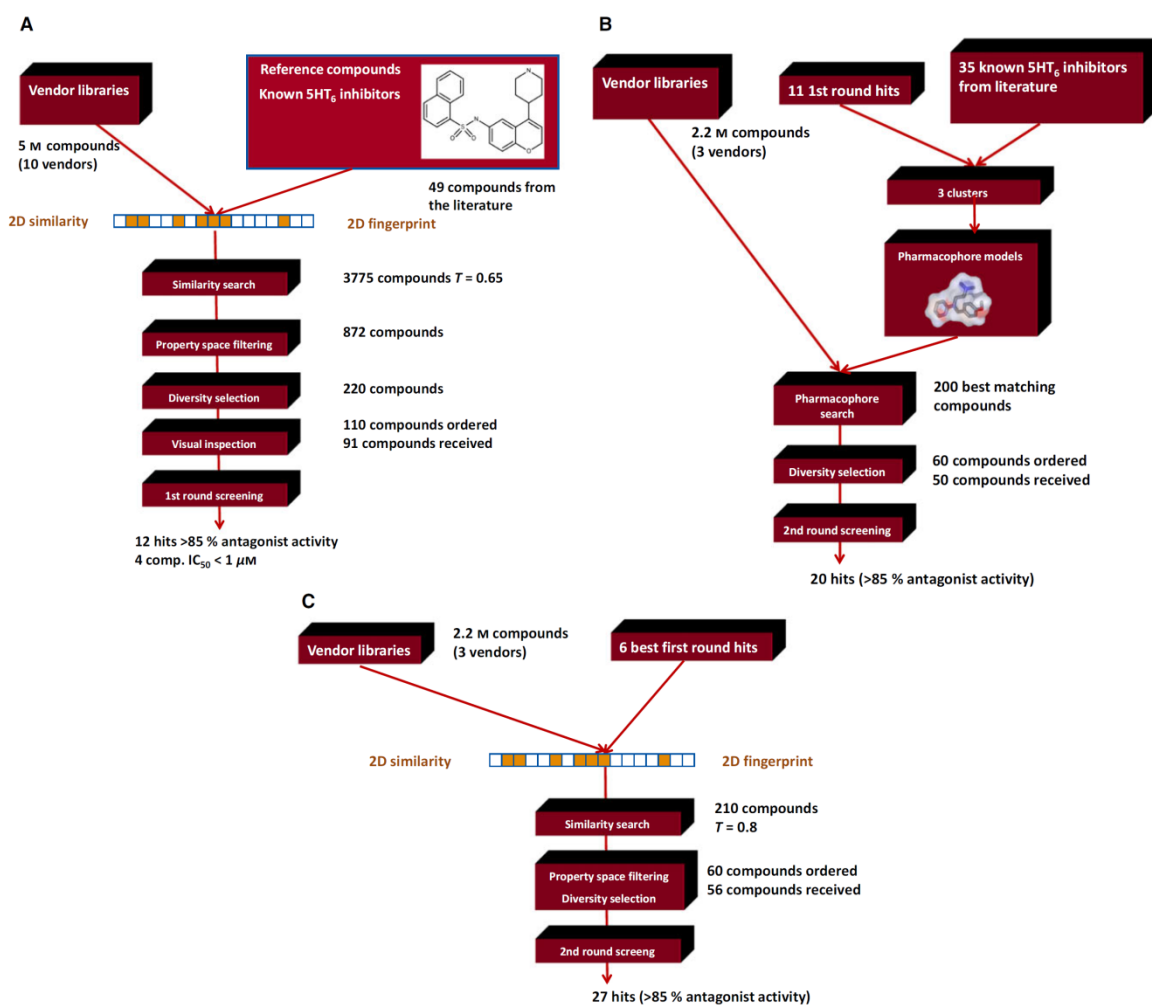 A
Vendor libraries
Reference compounds
Known 5HT₆ inhibitors
N
S
N
O
O
O
5 M compounds
(10 vendors)
49 compounds from
the literature
2D similarity
2D fingerprint
Similarity search
3775 compounds T = 0.65
Property space filtering
872 compounds
Diversity selection
220 compounds
Visual inspection
110 compounds ordered
91 compounds received
1st round screening
12 hits >85 % antagonist activity
4 comp. IC₅₀ < 1 μM
B
Vendor libraries
11 1st round hits
35 known 5HT₆ inhibitors
from literature
2.2 M compounds
(3 vendors)
3 clusters
Pharmacophore models
Pharmacophore
search
200 best matching
compounds
Diversity selection
60 compounds ordered
50 compounds received
2nd round screening
20 hits (>85 % antagonist activity)
C
Vendor libraries
2.2 M compounds
(3 vendors)
6 best first round hits
2D similarity
2D fingerprint
Similarity search
210 compounds
T = 0.8
Property space filtering
Diversity selection
60 compounds ordered
56 compounds received
2nd round screeng
27 hits (>85 % antagonist activity)